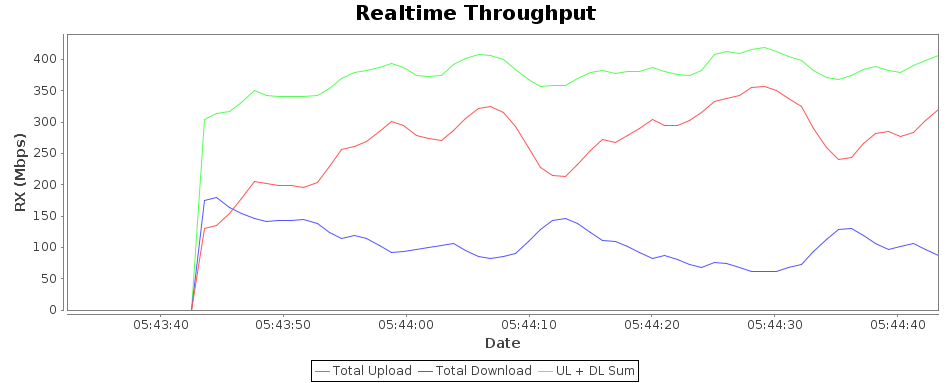 Realtime Throughput
RX (Mbps)
400
350
300
250
200
150
100
50
0
05:43:40 05:43:50 05:44:00 05:44:10 05:44:20 05:44:30 05:44:40
Date
Total Upload Total Download UL + DL Sum